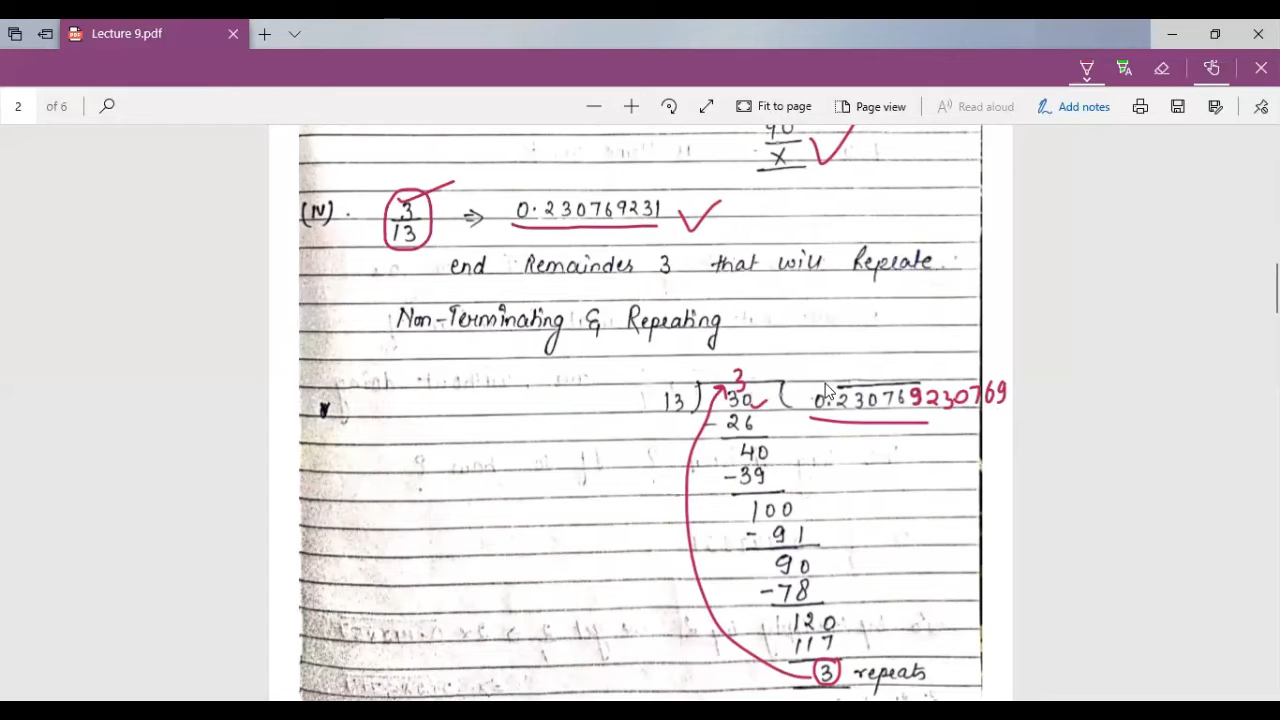 Lecture 9.pdf
2 of 6 Fit to page Page view Read aloud Add notes
40
x
(IV). 3/13 ⇒ 0.230769231
end Remainder 3 that will Repeate
Non-Terminating & Repeating
3
13 ) 30 ( 0.230769230769
- 26
40
-39
100
- 91
90
-78
120
117
3 repeats